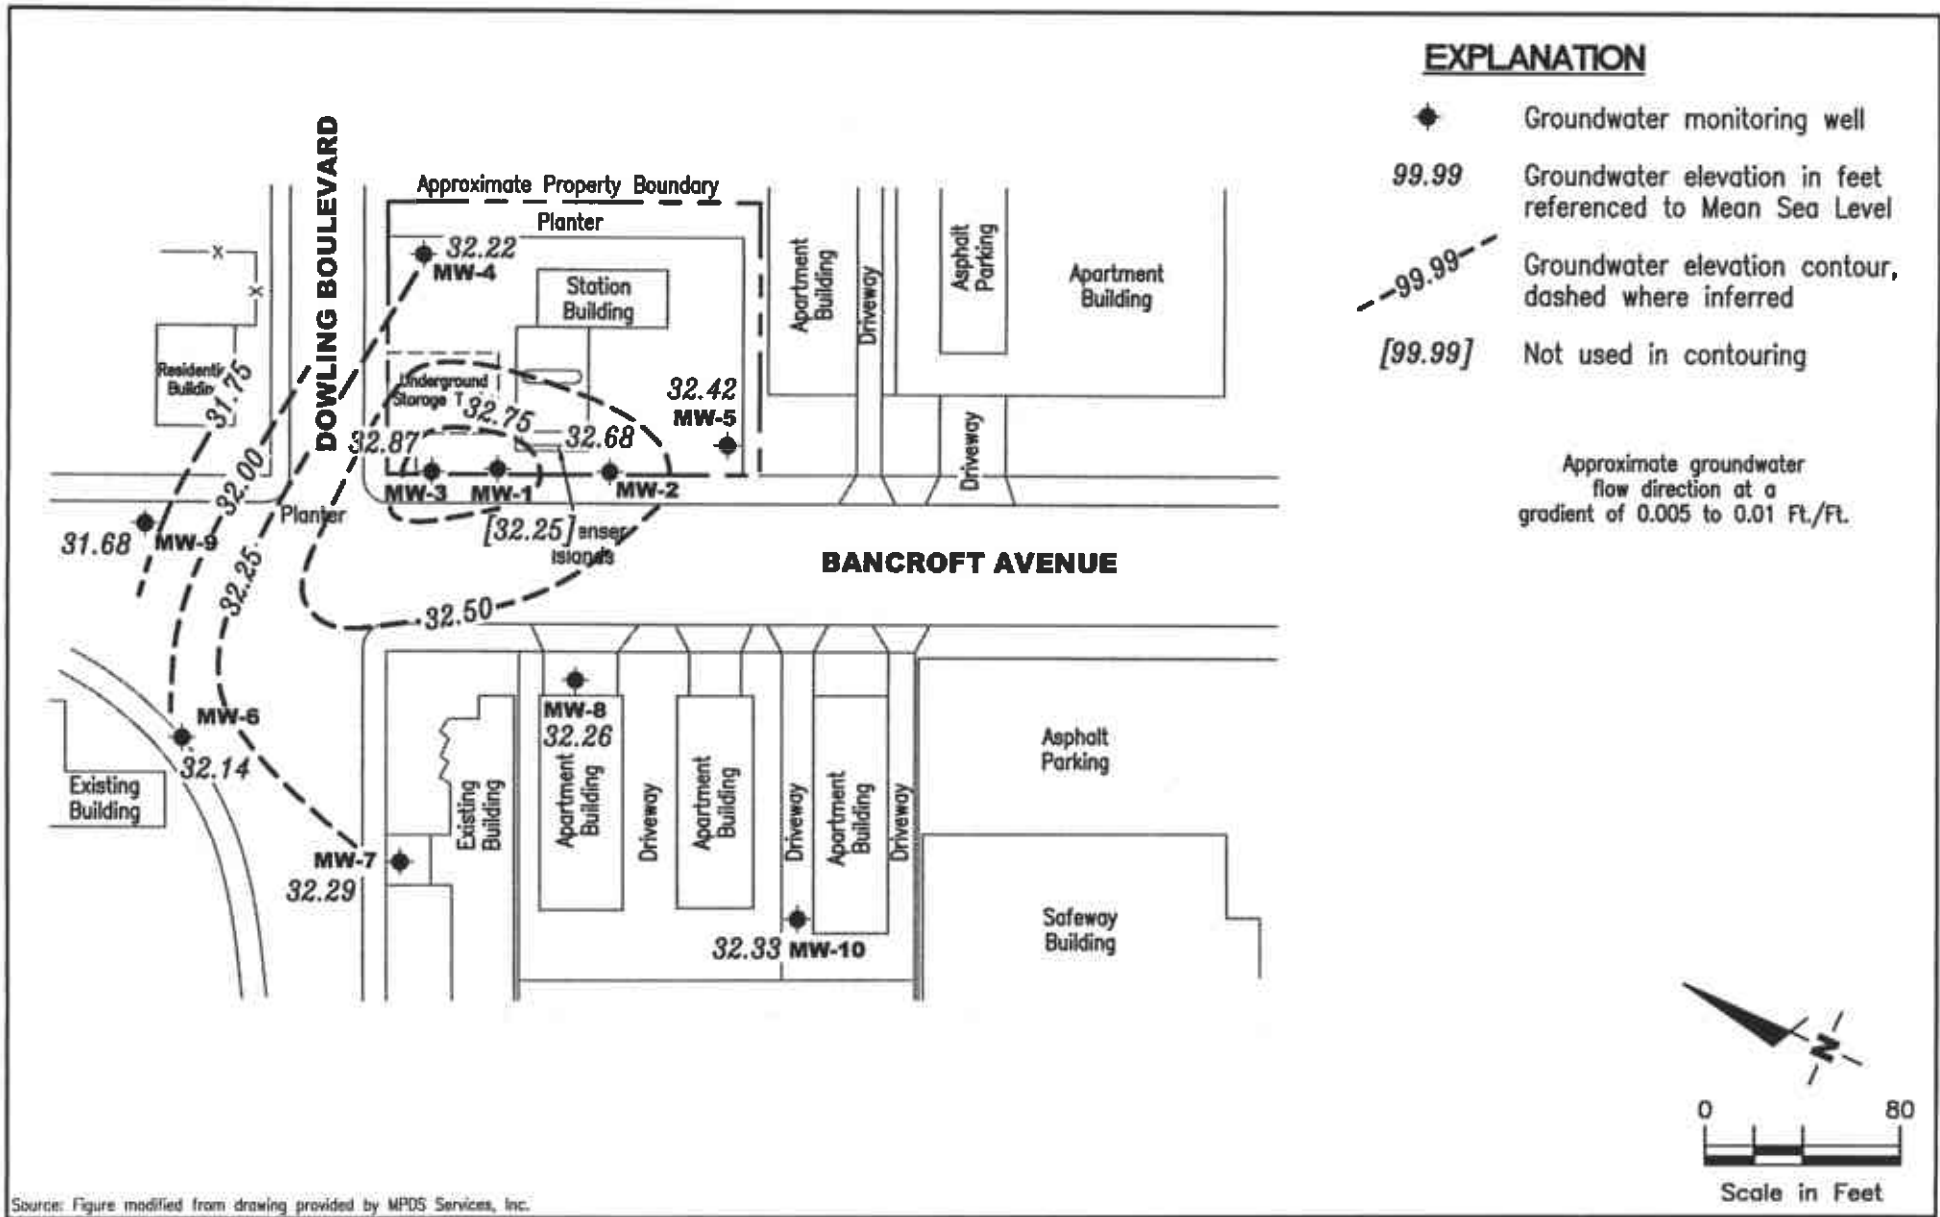 EXPLANATION
Groundwater monitoring well
99.99
Groundwater elevation in feet
referenced to Mean Sea Level
99.99
Groundwater elevation contour,
dashed where inferred
[99.99]
Not used in contouring
Approximate groundwater
flow direction at a
gradient of 0.005 to 0.01 Ft./Ft.
DOWLING BOULEVARD
Approximate Property Boundary
Planter
32.22
MW-4
Station
Building
Apartment
Building
Driveway
Asphalt
Parking
Apartment
Building
x
x
Building
31.75
Underground
Storage T
32.75
32.42
MW-5
32.87
32.68
Driveway
32.00
MW-3
MW-1
MW-2
Planter
[32.25]
enser
Islands
31.68
MW-9
32.25
BANCROFT AVENUE
32.50
MW-6
32.14
MW-8
32.26
Existing
Building
Existing
Building
Apartment
Building
Driveway
Apartment
Building
Driveway
Apartment
Building
Driveway
Asphalt
Parking
MW-7
32.29
32.33
MW-10
Safeway
Building
N
0 80
Scale in Feet
Source: Figure modified from drawing provided by MPDS Services, Inc.